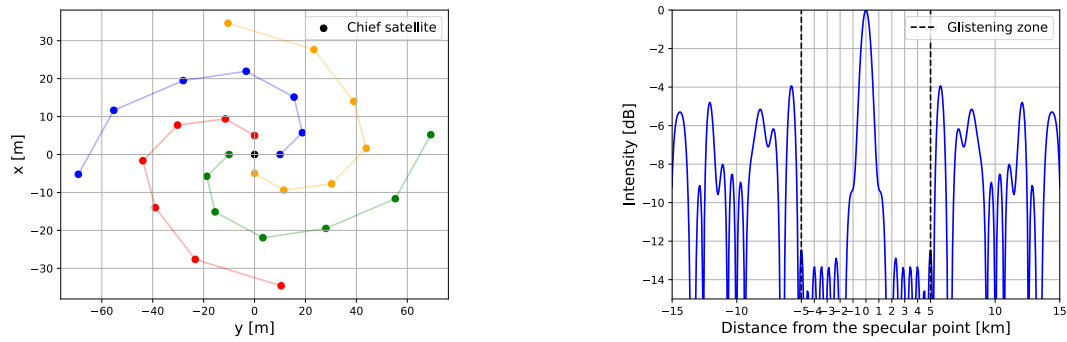 Chief satellite
30
20
10
0
−10
−20
−30
x [m]
−60 −40 −20 0 20 40 60
y [m]
Glistening zone
0
−2
−4
−6
−8
−10
−12
−14
Intensity [dB]
−15 −10 −5 −4 −3 −2 −1 0 1 2 3 4 5 10 15
Distance from the specular point [km]